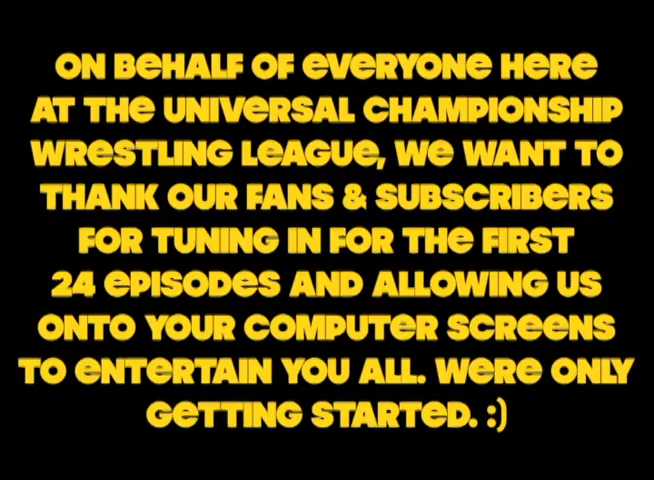 ON BeHALF OF eVeRYONe HeRe
AT THe UNIVeRSAL CHAMPIONSHIP
WReSTLING LeAGUe, We WANT TO
THANK OUR FANS & SUBSCRIBeRS
FOR TUNING IN FOR THe FIRST
24 ePISODeS AND ALLOWING US
ONTO YOUR COMPUTeR SCReeNS
TO eNTeRTAIN YOU ALL. WeRe ONLY
GeTTING STARTeD. :)